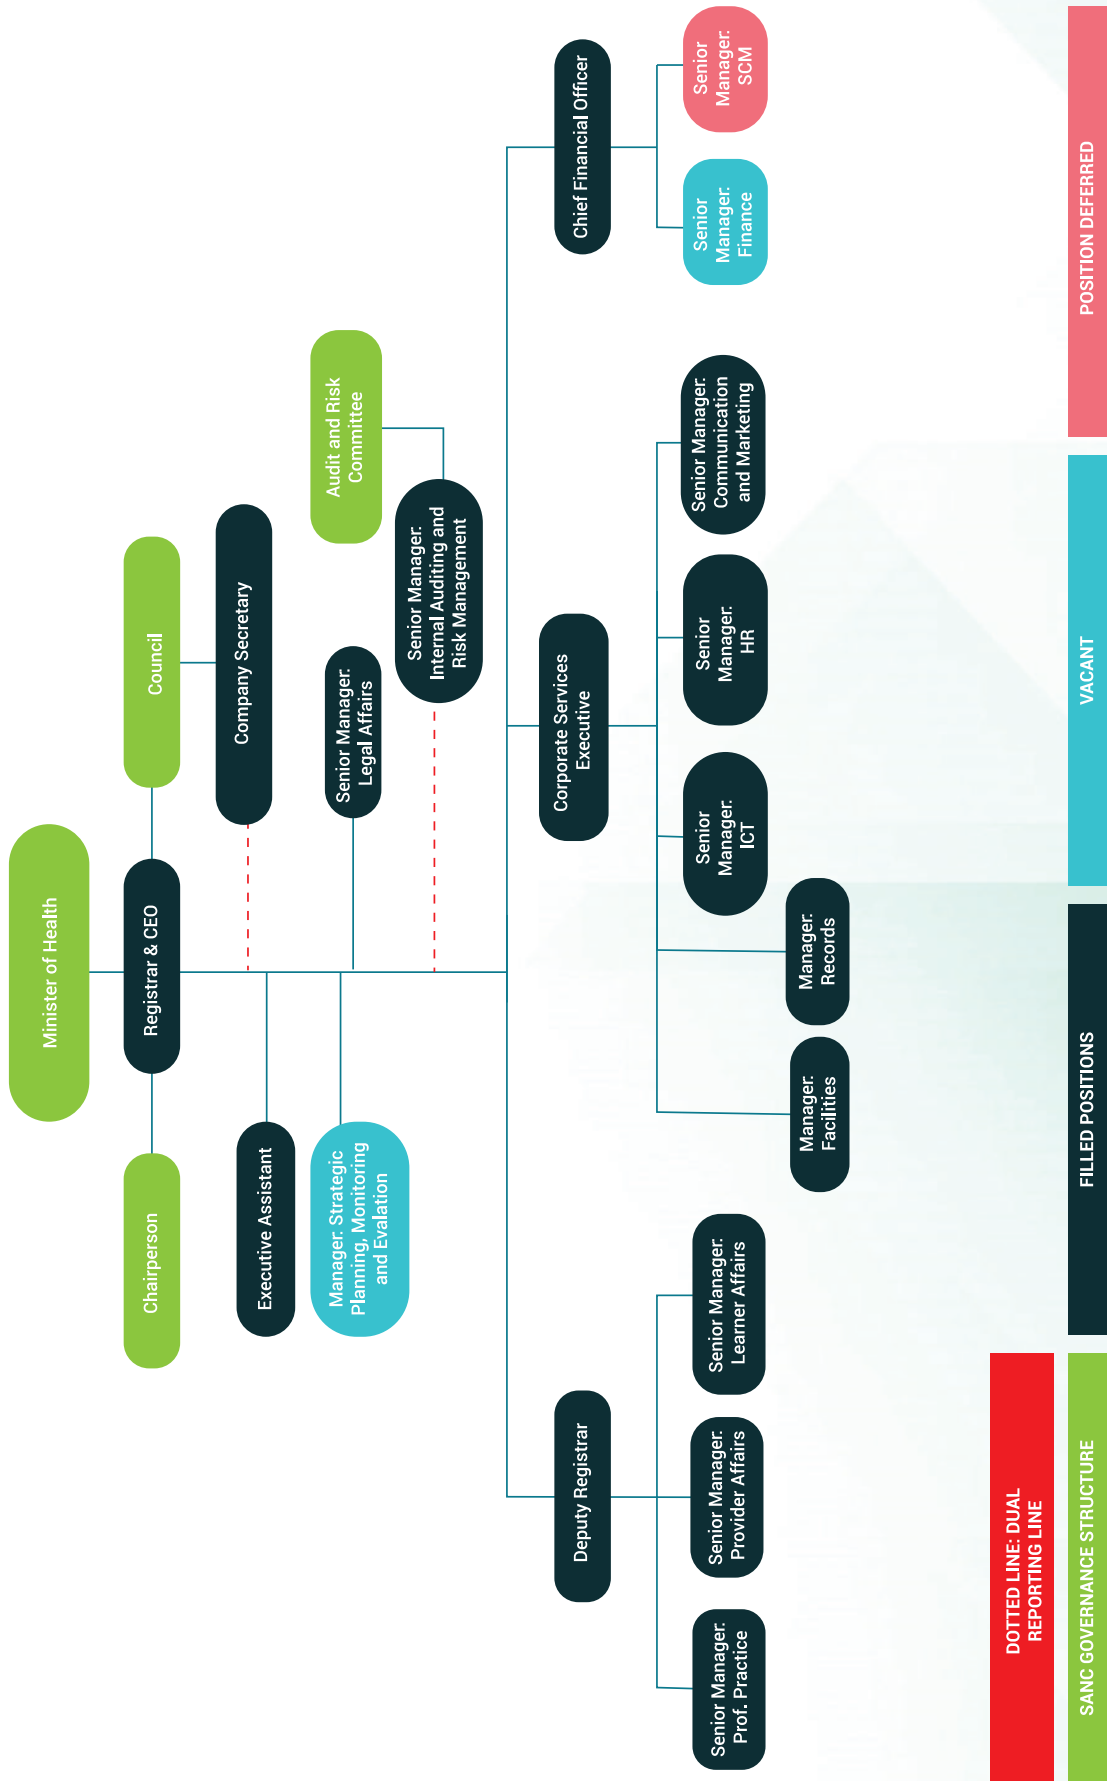 Minister of Health
Chairperson
Registrar & CEO
Council
Company Secretary
Executive Assistant
Manager: Strategic
Planning, Monitoring
and Evalation
Senior Manager:
Legal Affairs
Audit and Risk
Committee
Senior Manager:
Internal Auditing and
Risk Management
Deputy Registrar
Corporate Services
Executive
Chief Financial Officer
Senior Manager:
Prof. Practice
Senior Manager:
Provider Affairs
Senior Manager:
Learner Affairs
Manager:
Facilities
Manager:
Records
Senior
Manager:
ICT
Senior
Manager:
HR
Senior Manager:
Communication
and Marketing
Senior
Manager:
Finance
Senior
Manager:
SCM
DOTTED LINE: DUAL
REPORTING LINE
SANC GOVERNANCE STRUCTURE
FILLED POSITIONS
VACANT
POSITION DEFERRED